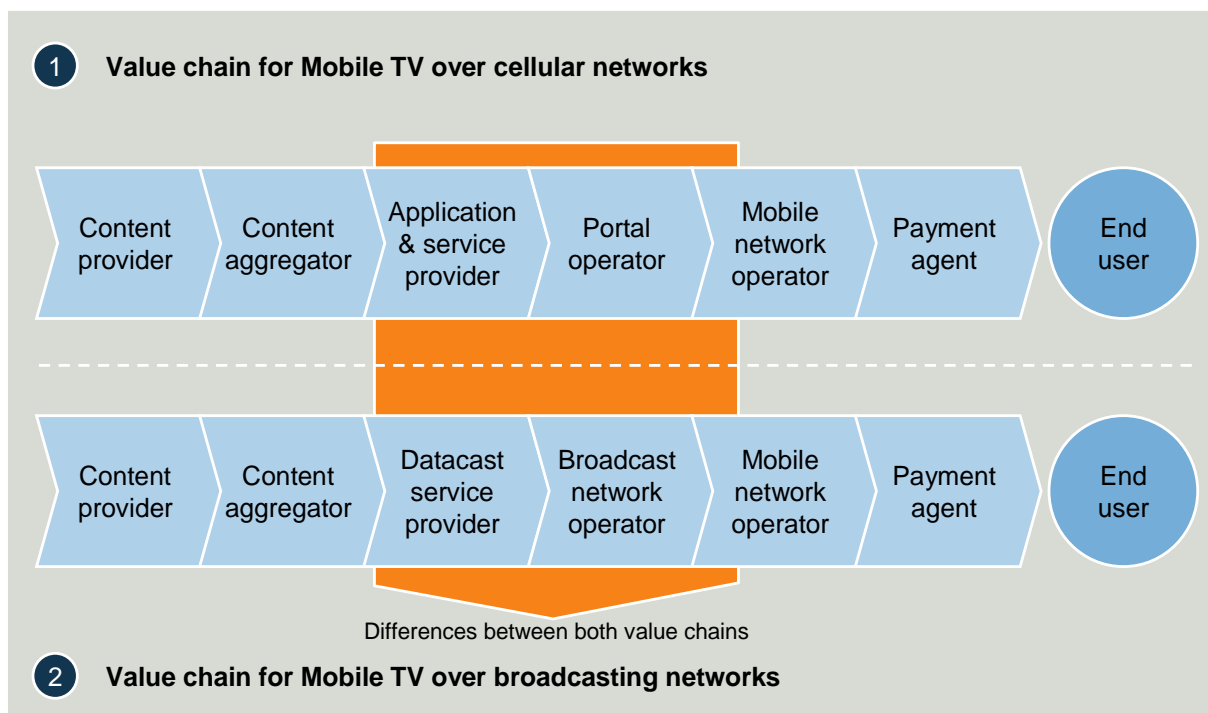 1
Value chain for Mobile TV over cellular networks
Content
provider
Content
aggregator
Application
& service
provider
Portal
operator
Mobile
network
operator
Payment
agent
End
user
Content
provider
Content
aggregator
Datacast
service
provider
Broadcast
network
operator
Mobile
network
operator
Payment
agent
End
user
Differences between both value chains
2
Value chain for Mobile TV over broadcasting networks